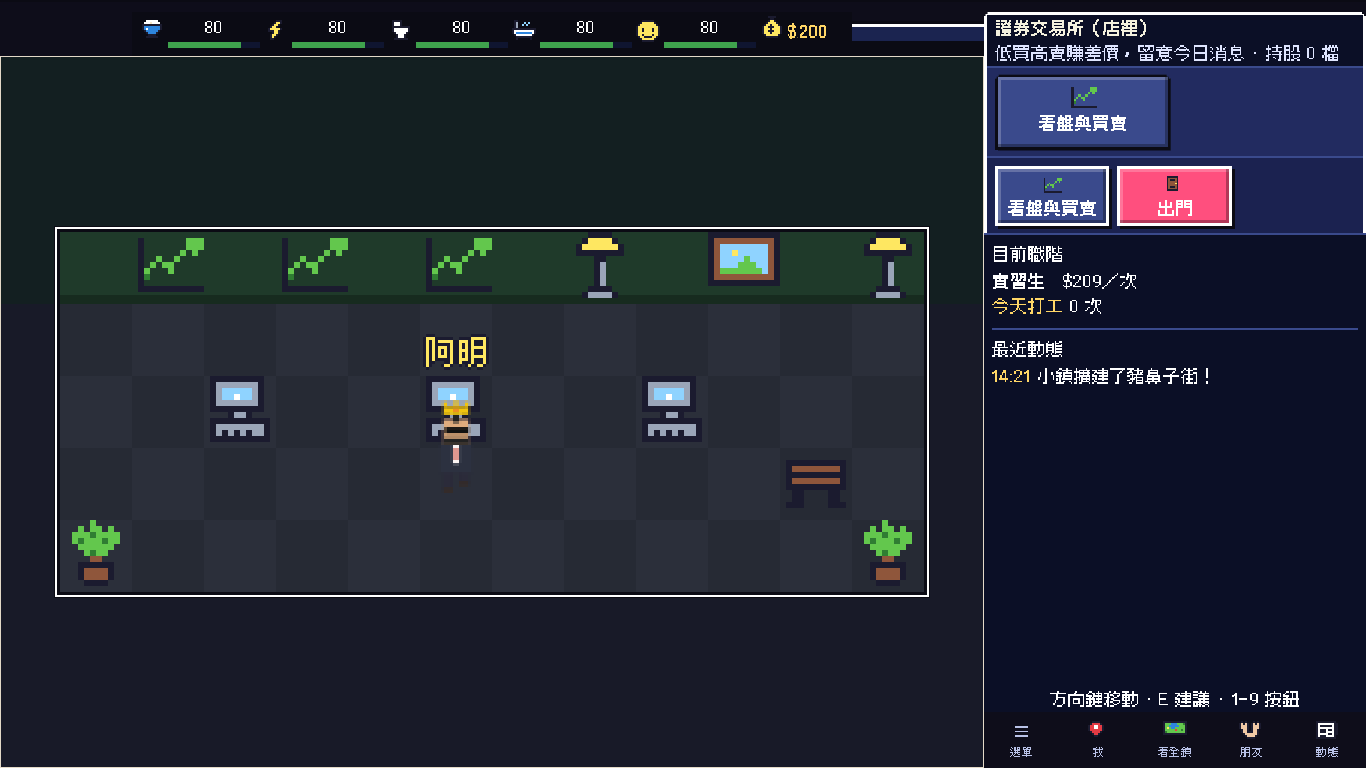 80 80 80 80 80 $200
證券交易所（店裡）
低買高賣賺差價，留意今日消息 · 持股 0 檔
看盤與買賣
看盤與買賣 出門
目前職階
實習生 $209／次
今天打工 0 次
最近動態
14:21 小鎮擴建了豬鼻子街！
阿明
方向鍵移動 · E 建議 · 1-9 按鈕
選單 我 看全鎮 朋友 動態